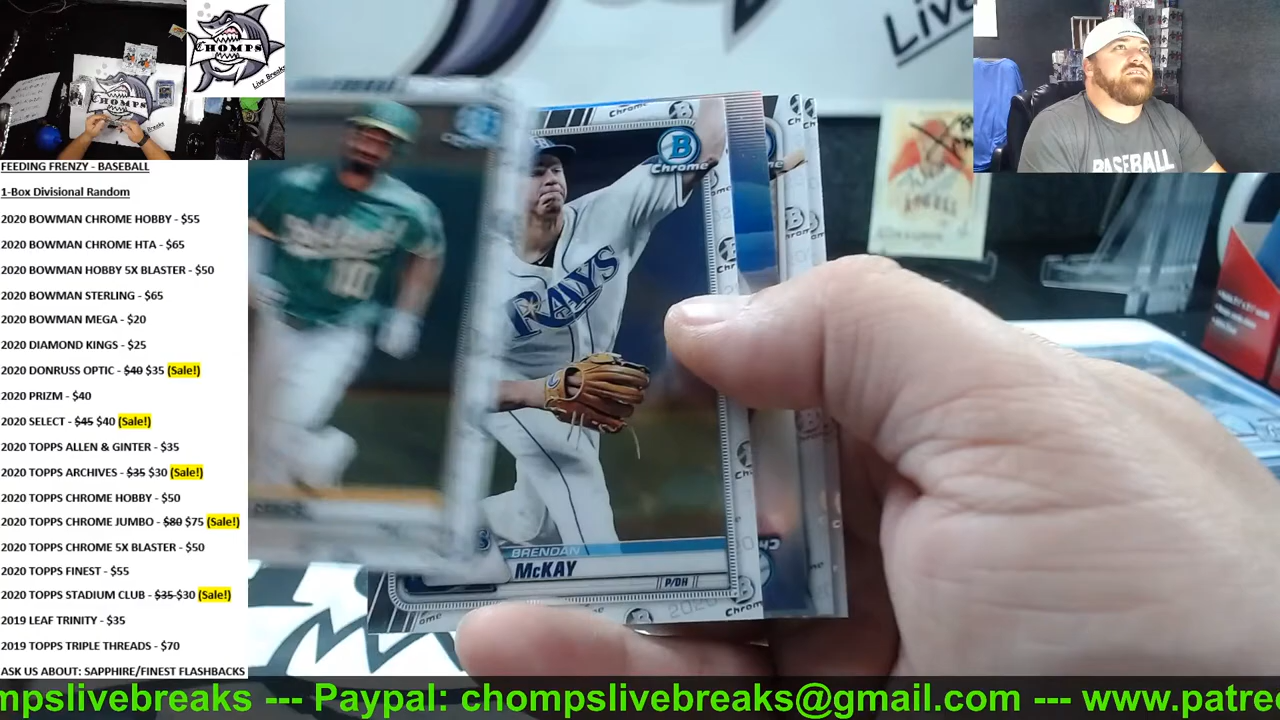 CHOMPS
Live Breaks
CHOMPS
Live
BASEBALL
FEEDING FRENZY - BASEBALL
1-Box Divisional Random
2020 BOWMAN CHROME HOBBY - $55
2020 BOWMAN CHROME HTA - $65
2020 BOWMAN HOBBY 5X BLASTER - $50
2020 BOWMAN STERLING - $65
2020 BOWMAN MEGA - $20
2020 DIAMOND KINGS - $25
2020 DONRUSS OPTIC - $40 $35 (Sale!)
2020 PRIZM - $40
2020 SELECT - $45 $40 (Sale!)
2020 TOPPS ALLEN & GINTER - $35
2020 TOPPS ARCHIVES - $35 $30 (Sale!)
2020 TOPPS CHROME HOBBY - $50
2020 TOPPS CHROME JUMBO - $80 $75 (Sale!)
2020 TOPPS CHROME 5X BLASTER - $50
2020 TOPPS FINEST - $55
2020 TOPPS STADIUM CLUB - $35 $30 (Sale!)
2019 LEAF TRINITY - $35
2019 TOPPS TRIPLE THREADS - $70
ASK US ABOUT: SAPPHIRE/FINEST FLASHBACKS
Chrome
B
Chrome
RAYS
BRENDAN
McKAY
P/DH
mpslivebreaks --- Paypal: chompslivebreaks@gmail.com --- www.patre